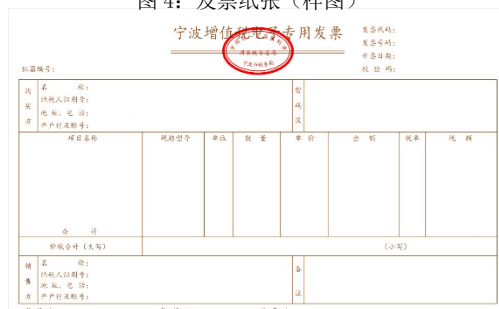 图4：发票纸张（样图）
宁波增值税电子专用发票
发票代码：
发票号码：
开票日期：
校验码：
机器编号：
购买方
名称：
纳税人识别号：
地址、电话：
开户行及账号：
密码区
项目名称 规格型号 单位 数量 单价 金额 税率 税额
合计
价税合计（大写） （小写）
销售方
名称：
纳税人识别号：
地址、电话：
开户行及账号：
备注